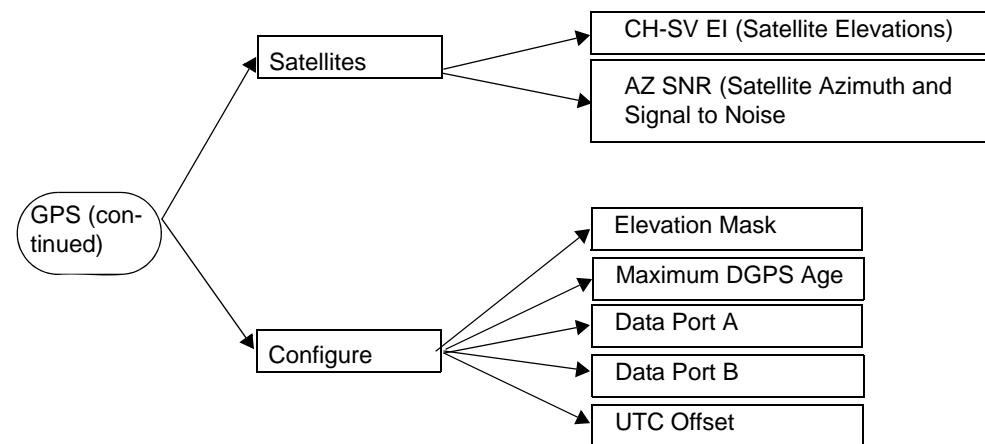 CH-SV EI (Satellite Elevations)
Satellites
AZ SNR (Satellite Azimuth and
Signal to Noise
GPS (con-
tinued)
Elevation Mask
Maximum DGPS Age
Data Port A
Configure
Data Port B
UTC Offset